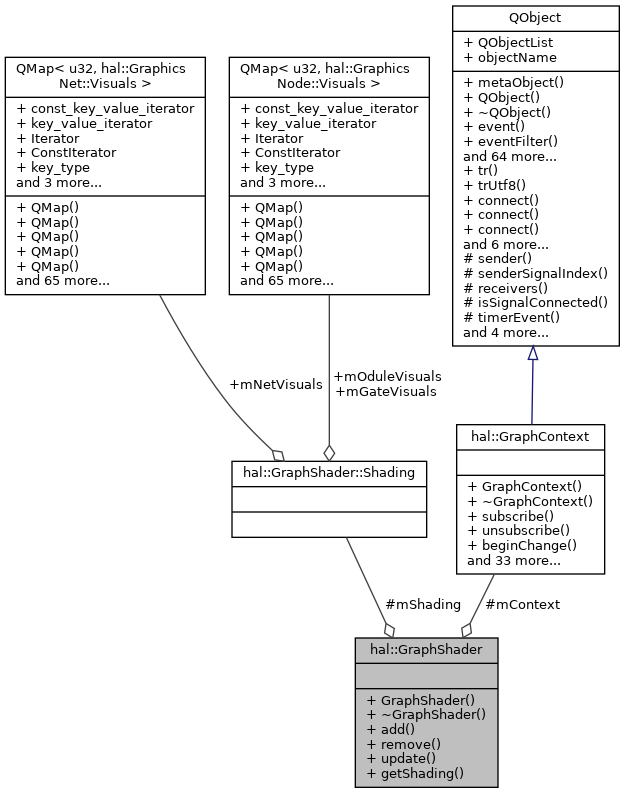 QObject
+ QObjectList
+ objectName
+ metaObject()
+ QObject()
+ ~QObject()
+ event()
+ eventFilter()
and 64 more...
+ tr()
+ trUtf8()
+ connect()
+ connect()
+ connect()
and 6 more...
# sender()
# senderSignalIndex()
# receivers()
# isSignalConnected()
# timerEvent()
and 4 more...
QMap< u32, hal::Graphics
Net::Visuals >
+ const_key_value_iterator
+ key_value_iterator
+ Iterator
+ ConstIterator
+ key_type
and 3 more...
+ QMap()
+ QMap()
+ QMap()
+ QMap()
+ QMap()
and 65 more...
QMap< u32, hal::Graphics
Node::Visuals >
+ const_key_value_iterator
+ key_value_iterator
+ Iterator
+ ConstIterator
+ key_type
and 3 more...
+ QMap()
+ QMap()
+ QMap()
+ QMap()
+ QMap()
and 65 more...
+mNetVisuals
+mOduleVisuals
+mGateVisuals
hal::GraphShader::Shading
hal::GraphContext
+ GraphContext()
+ ~GraphContext()
+ subscribe()
+ unsubscribe()
+ beginChange()
and 33 more...
#mShading
#mContext
hal::GraphShader
+ GraphShader()
+ ~GraphShader()
+ add()
+ remove()
+ update()
+ getShading()